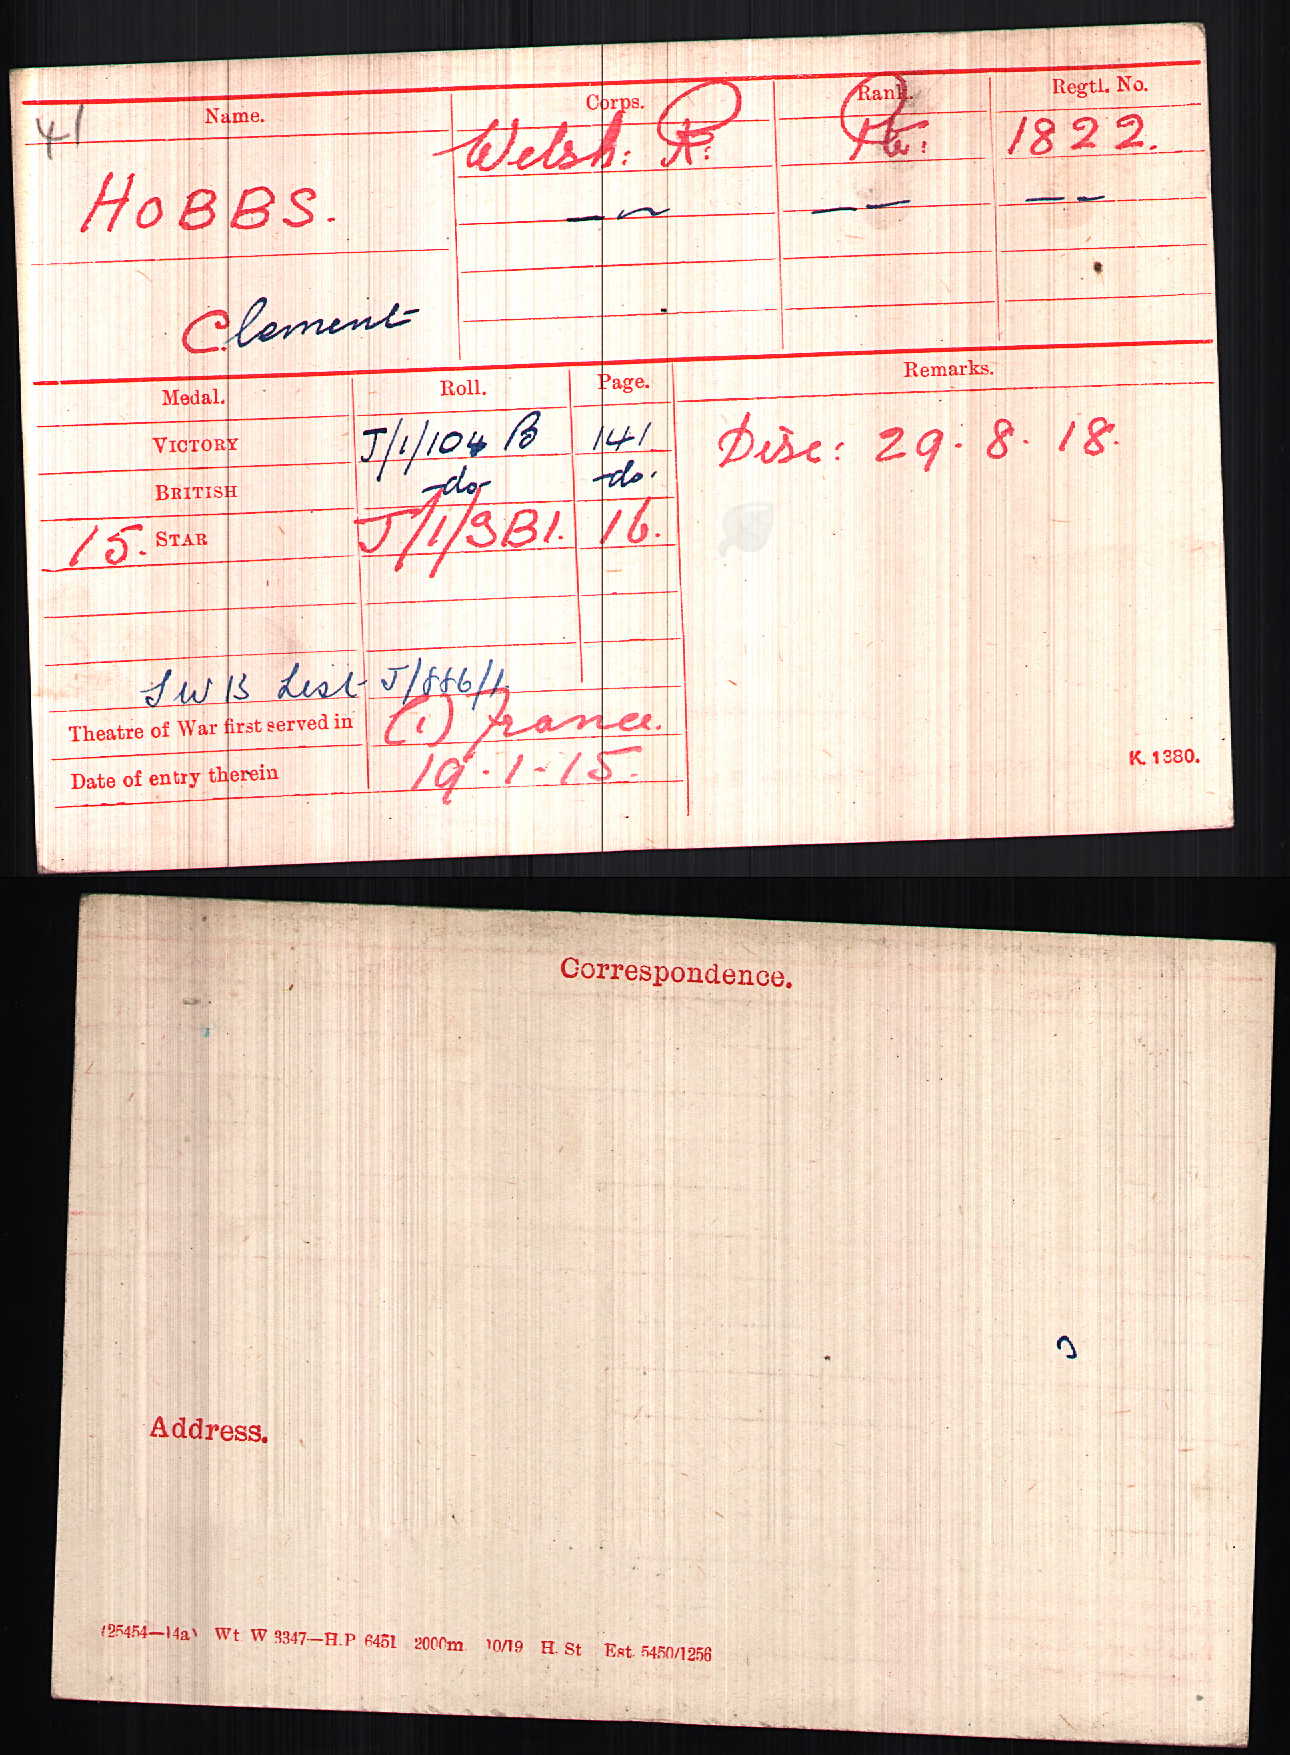 41
Name. Corps. Rank. Regtl. No.
Welsh: R: Pte: 1822.
HOBBS. — ~ — — — —
Clement
Medal. Roll. Page. Remarks.
VICTORY J/1/104 B 141 Disc: 29.8.18.
BRITISH -do- -do.
15. STAR J/1/3B1. 16.
SWB List J/886/1
Theatre of War first served in (1) France.
Date of entry therein 19-1-15.
K. 1380.
Correspondence.
Address.
(25454—14a) Wt W 3347—H.P 6451 2000m 10/19 H. St Est. 5450/1256